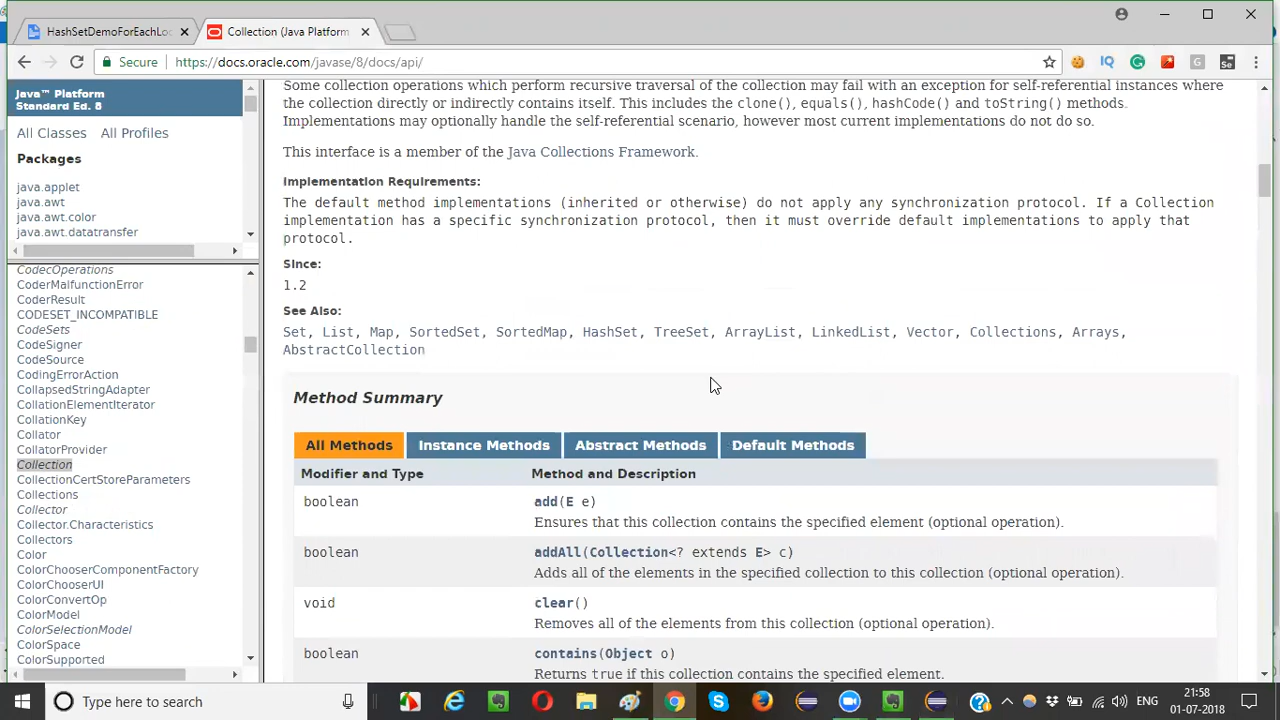 HashSetDemoForEachLo
Collection (Java Platform
Secure
https://docs.oracle.com/javase/8/docs/api/
Java™ Platform
Standard Ed. 8
All Classes All Profiles
Packages
java.applet
java.awt
java.awt.color
java.awt.datatransfer
CodecOperations
CoderMalfunctionError
CoderResult
CODESET_INCOMPATIBLE
CodeSets
CodeSigner
CodeSource
CodingErrorAction
CollapsedStringAdapter
CollationElementIterator
CollationKey
Collator
CollatorProvider
Collection
CollectionCertStoreParameters
Collections
Collector
Collector.Characteristics
Collectors
Color
ColorChooserComponentFactory
ColorChooserUI
ColorConvertOp
ColorModel
ColorSelectionModel
ColorSpace
ColorSupported
Some collection operations which perform recursive traversal of the collection may fail with an exception for self-referential instances where
the collection directly or indirectly contains itself. This includes the clone(), equals(), hashCode() and toString() methods.
Implementations may optionally handle the self-referential scenario, however most current implementations do not do so.
This interface is a member of the Java Collections Framework.
Implementation Requirements:
The default method implementations (inherited or otherwise) do not apply any synchronization protocol. If a Collection
implementation has a specific synchronization protocol, then it must override default implementations to apply that
protocol.
Since:
1.2
See Also:
Set, List, Map, SortedSet, SortedMap, HashSet, TreeSet, ArrayList, LinkedList, Vector, Collections, Arrays,
AbstractCollection
Method Summary
All Methods Instance Methods Abstract Methods Default Methods
Modifier and Type Method and Description
boolean add(E e)
Ensures that this collection contains the specified element (optional operation).
boolean addAll(Collection<? extends E> c)
Adds all of the elements in the specified collection to this collection (optional operation).
void clear()
Removes all of the elements from this collection (optional operation).
boolean contains(Object o)
Returns true if this collection contains the specified element.
Type here to search
ENG
21:58
01-07-2018